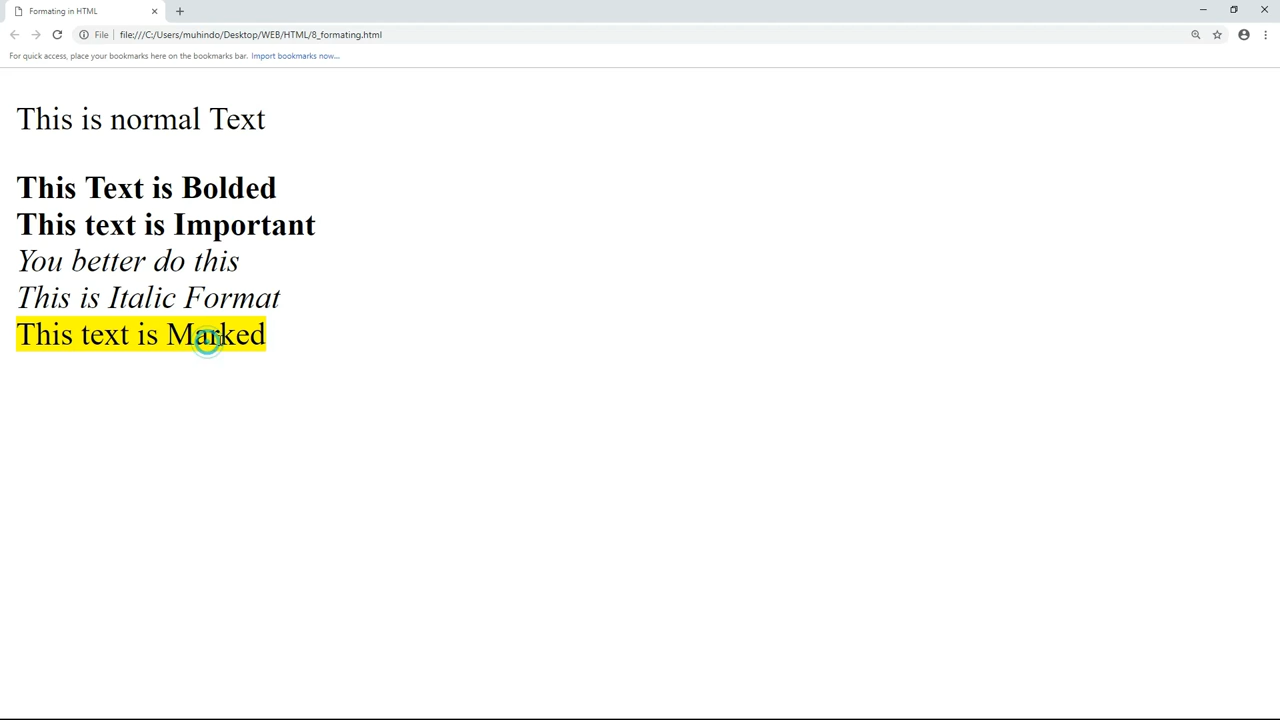 Formating in HTML
File
file:///C:/Users/muhindo/Desktop/WEB/HTML/8_formating.html
For quick access, place your bookmarks here on the bookmarks bar. Import bookmarks now...
This is normal Text
This Text is Bolded
This text is Important
You better do this
This is Italic Format
This text is Marked